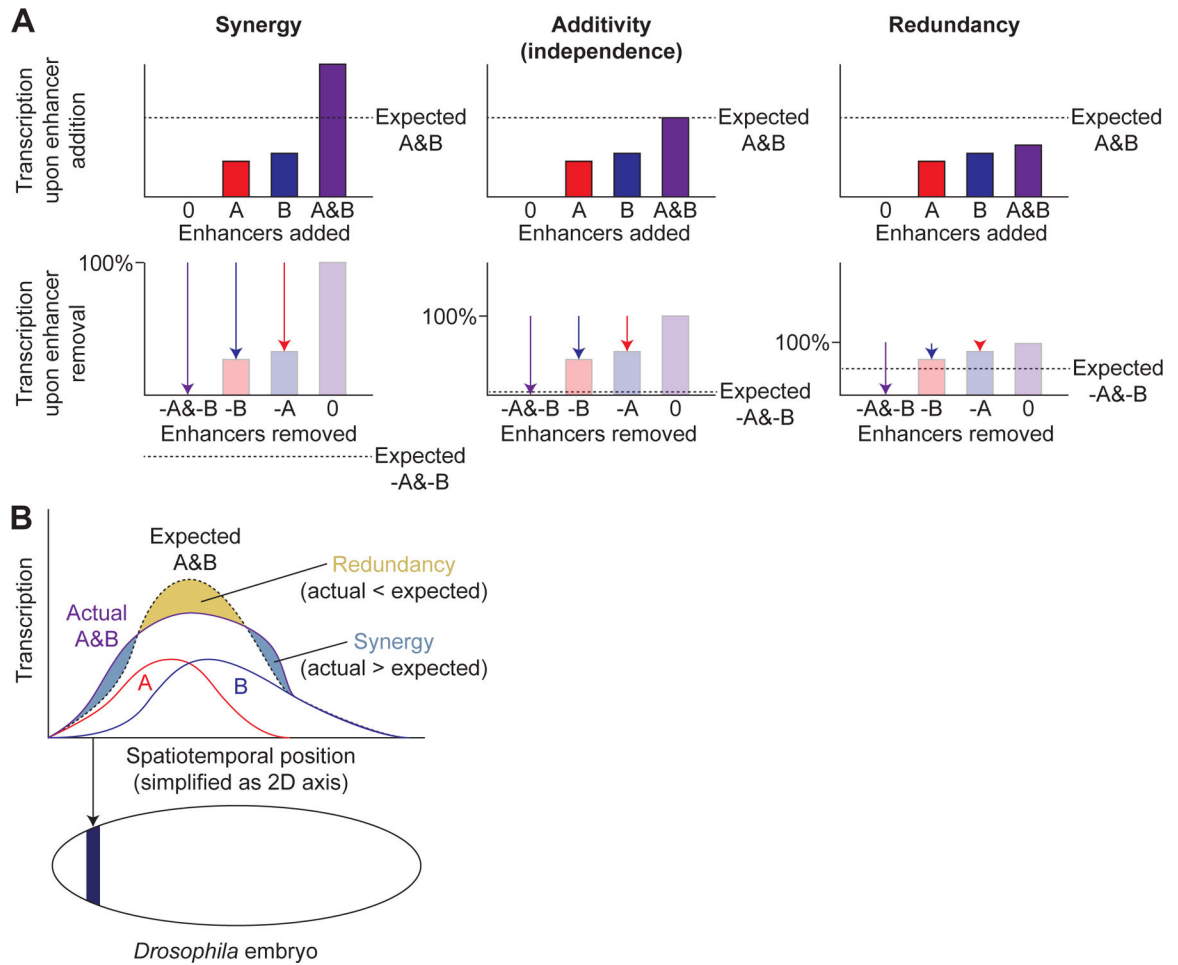 A
Synergy
Additivity
(independence)
Redundancy
Transcription
upon enhancer
addition
Expected
A&B
0 A B A&B
Enhancers added
Expected
A&B
0 A B A&B
Enhancers added
Expected
A&B
0 A B A&B
Enhancers added
Transcription
upon enhancer
removal
100%
-A&-B -B -A 0
Enhancers removed
Expected
-A&-B
100%
Expected
-A&-B
-A&-B -B -A 0
Enhancers removed
100%
Expected
-A&-B
-A&-B -B -A 0
Enhancers removed
B
Transcription
Expected
A&B
Redundancy
(actual < expected)
Actual
A&B
Synergy
(actual > expected)
A
B
Spatiotemporal position
(simplified as 2D axis)
Drosophila embryo